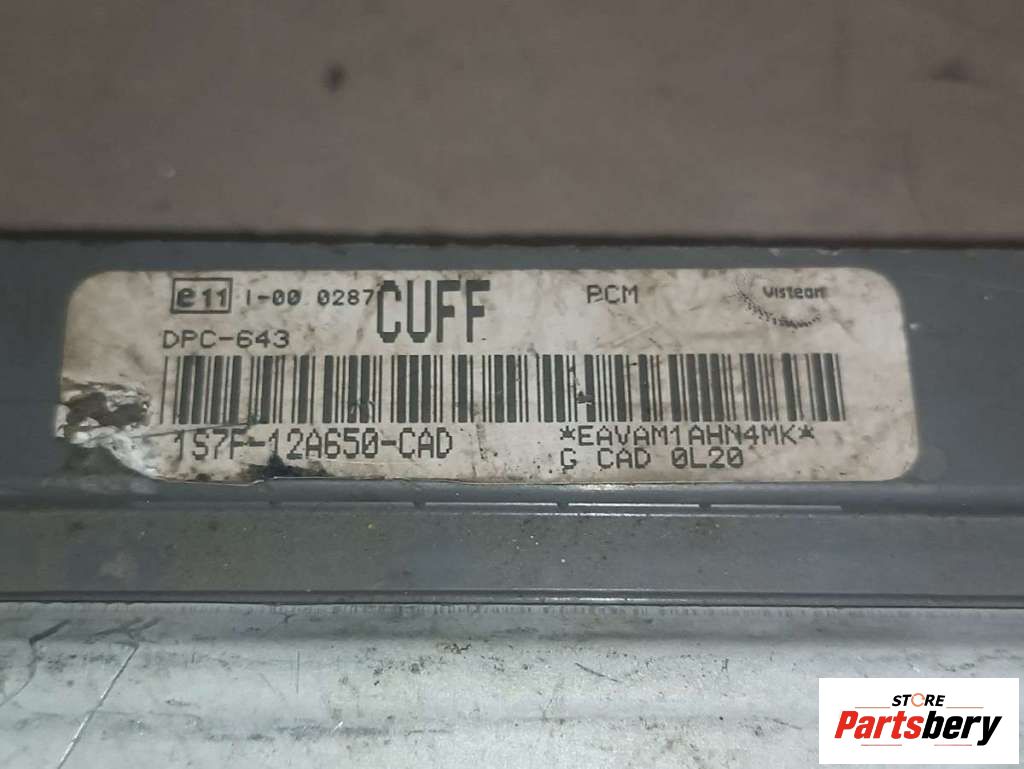 e11 I-00 0287 CUFF PCM Visteon
DPC-643
1S7F-12A650-CAD *EAVAM1AHN4MK*
G CAD 0L20
STORE
Partsbery